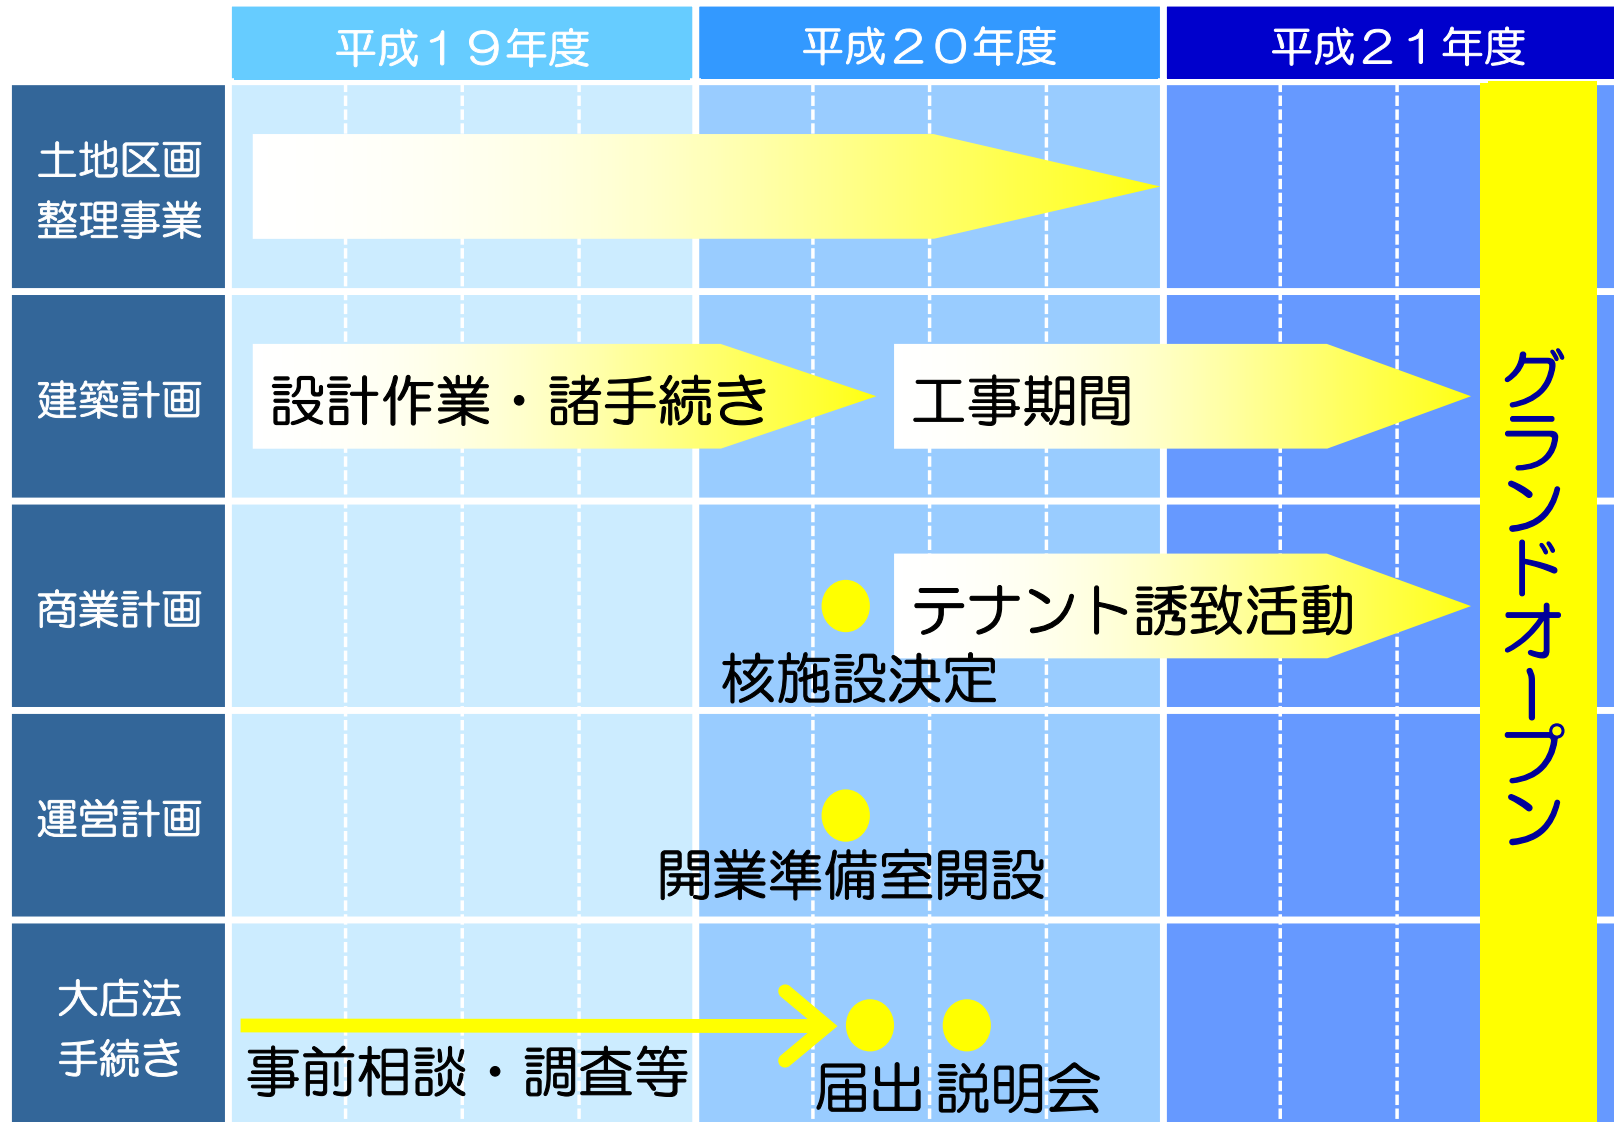 平成１９年度
平成２０年度
平成２１年度
土地区画
整理事業
建築計画
設計作業・諸手続き
工事期間
商業計画
テナント誘致活動
核施設決定
運営計画
開業準備室開設
大店法
手続き
事前相談・調査等
届出
説明会
グランドオープン